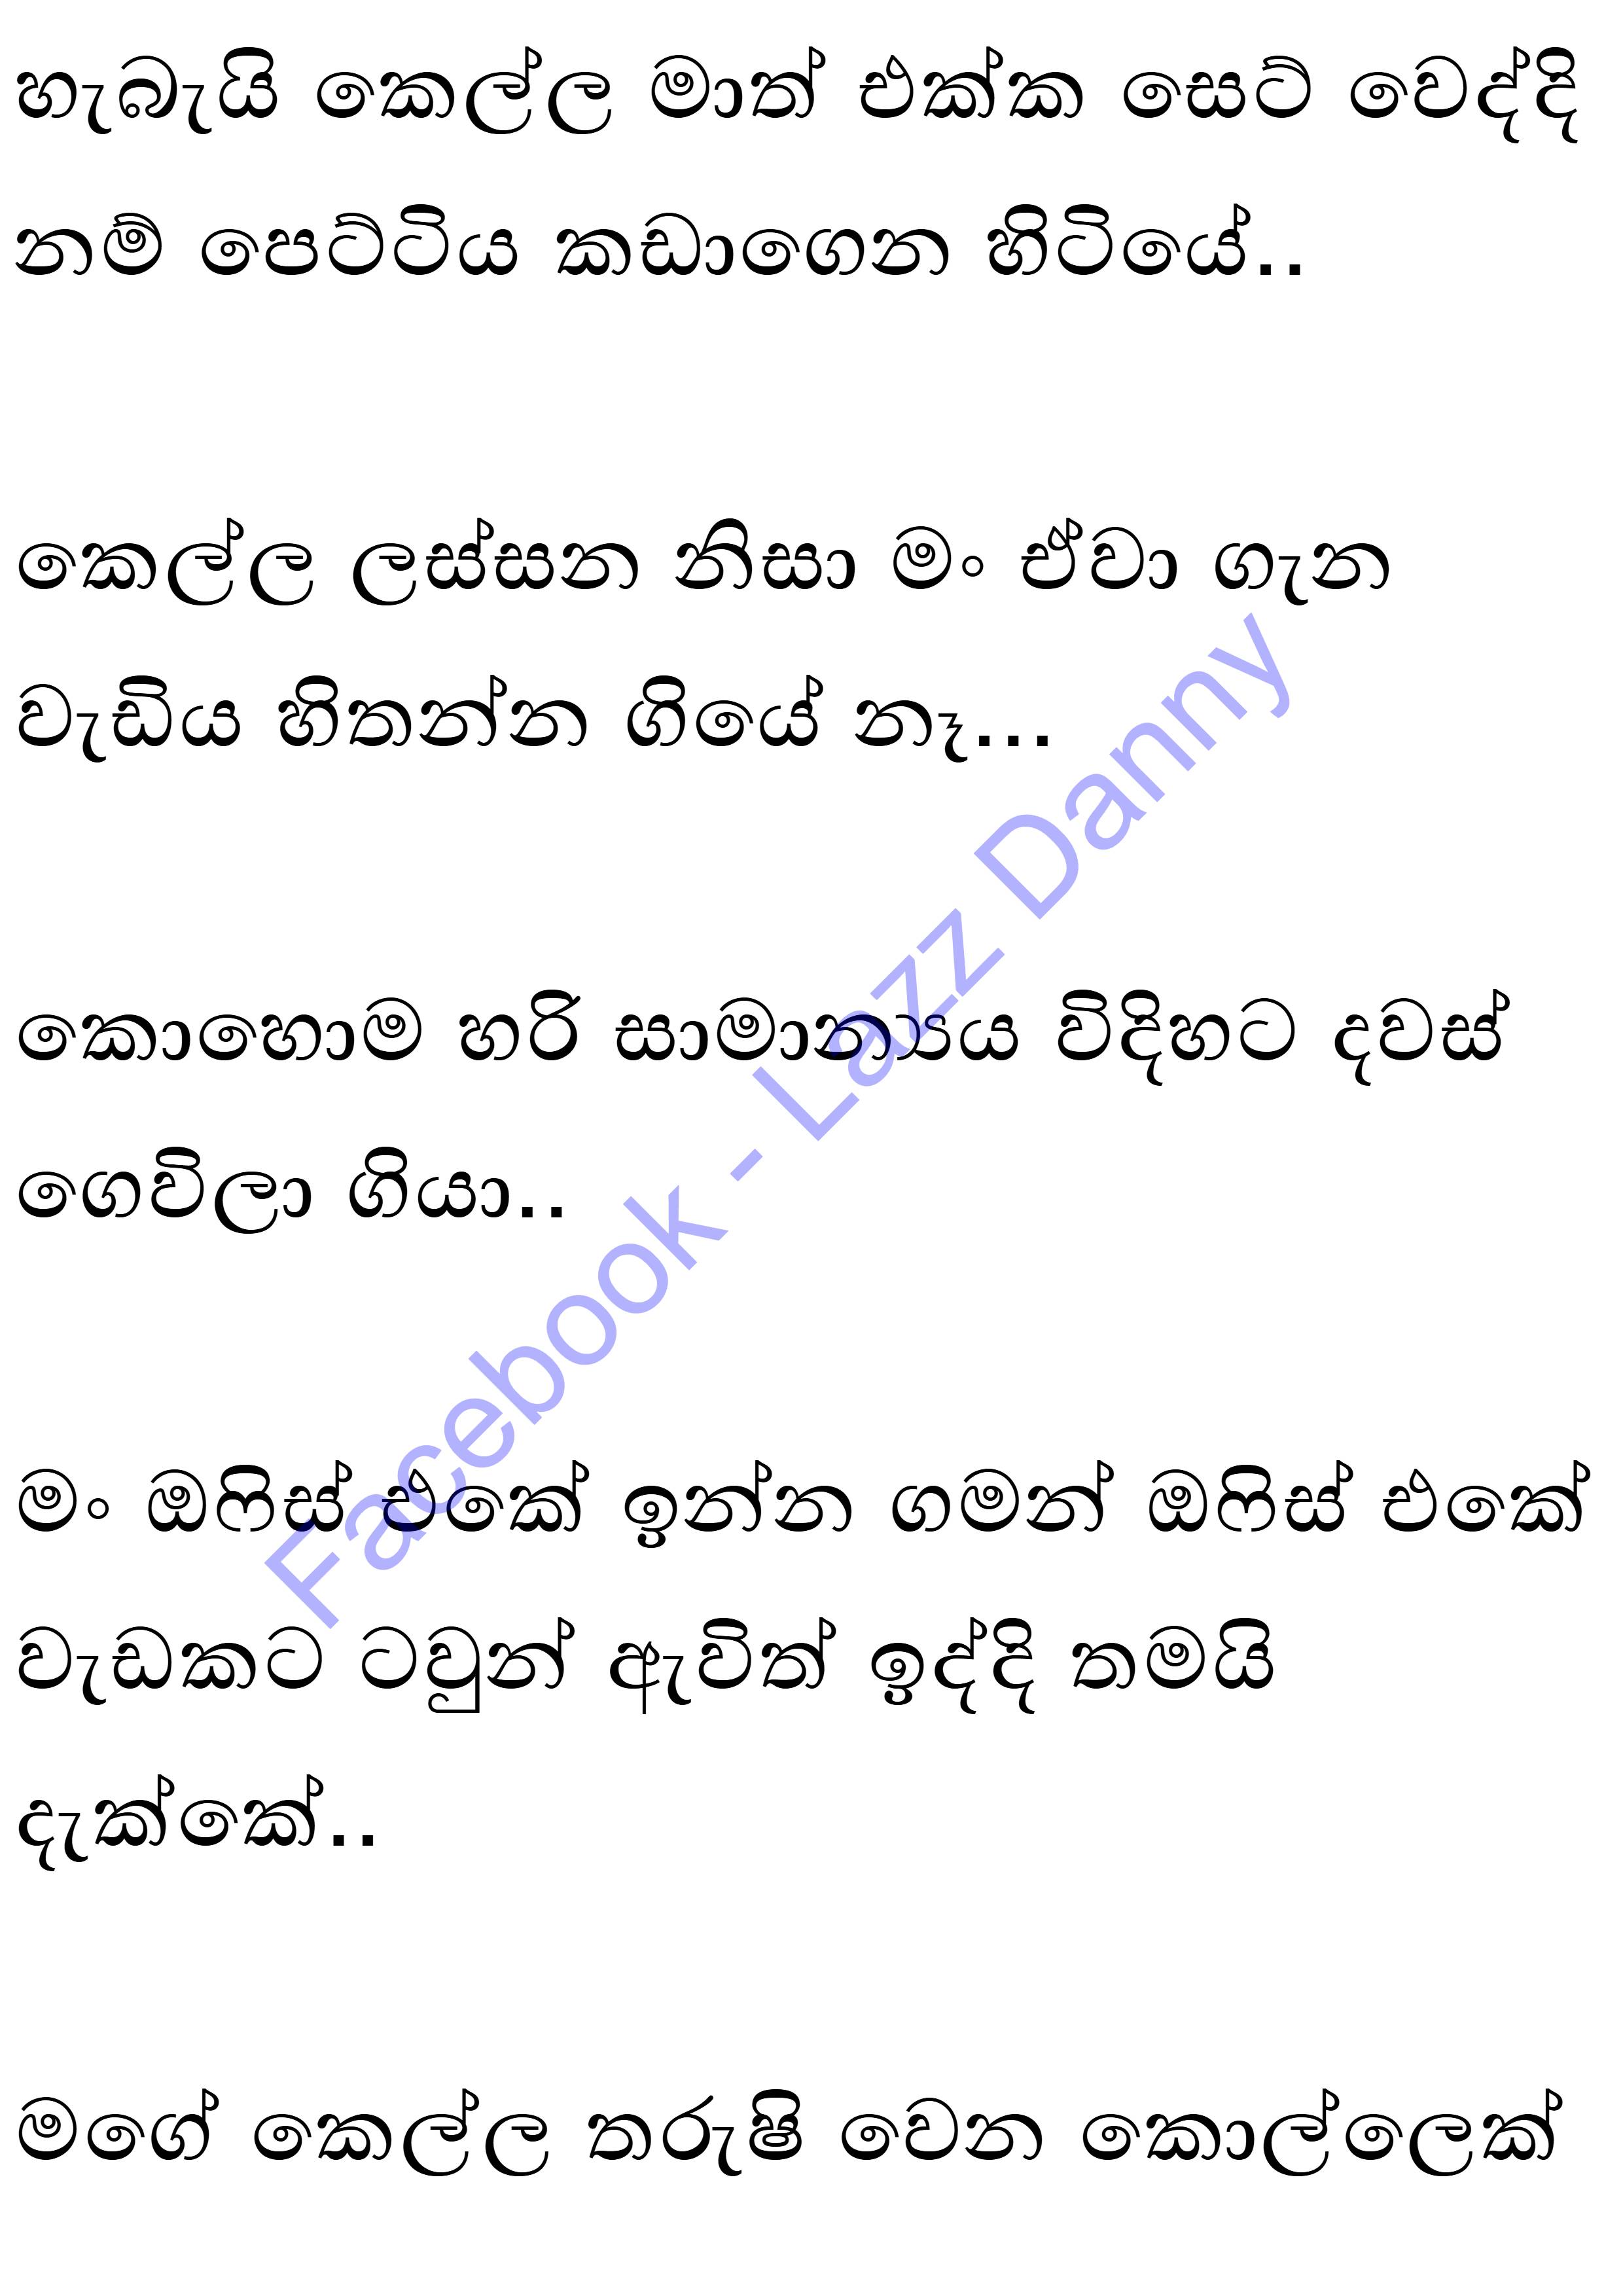 හැබැයි කෙල්ල මාත් එක්ක සෙට් වෙද්දි
නම් පෙට්ටිය කඩාගෙන හිටියේ..
කෙල්ල ලස්සන නිසා මං ඒවා ගැන
වැඩිය හිතන්න ගියේ නෑ...
කොහොම හරි සාමාන්‍යය විදිහට දවස්
ගෙවිලා ගියා..
මං ඔෆිස් එකේ ඉන්න ගමන් ඔෆිස් එකේ
වැඩකට ටවුන් ඇවිත් ඉද්දි තමයි
දැක්කේ..
මගේ කෙල්ල තරුෂි වෙන කොල්ලෙක්
Facebook - Lazz Danny